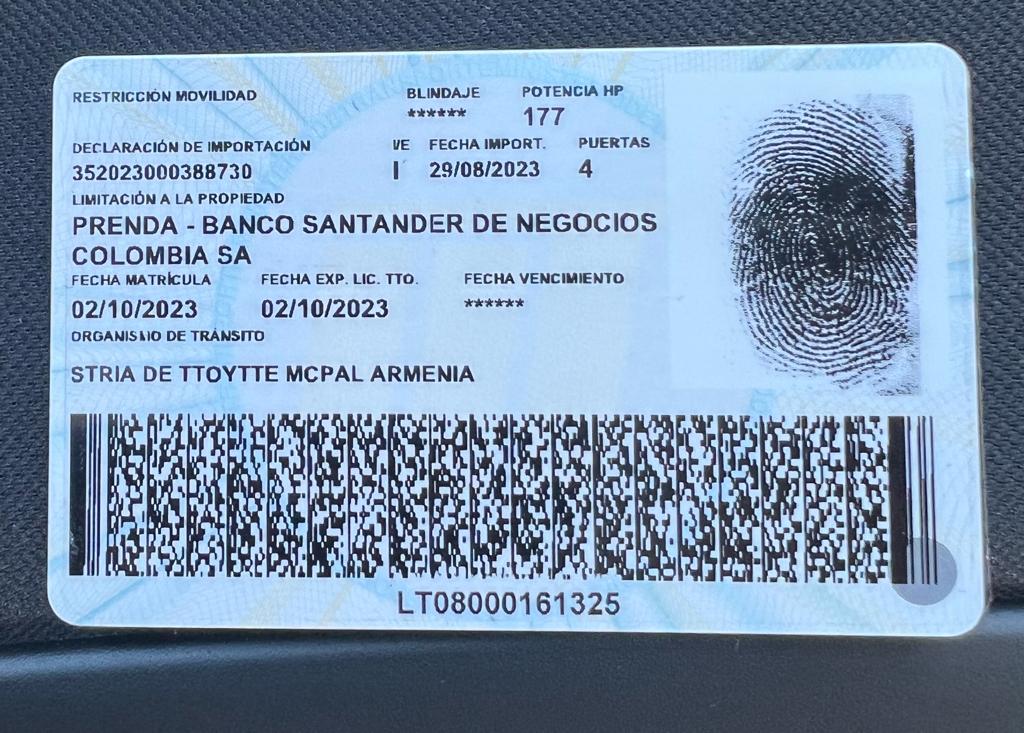 RESTRICCIÓN MOVILIDAD BLINDAJE POTENCIA HP
****** 177
DECLARACIÓN DE IMPORTACIÓN I/E FECHA IMPORT. PUERTAS
352023000388730 I 29/08/2023 4
LIMITACIÓN A LA PROPIEDAD
PRENDA - BANCO SANTANDER DE NEGOCIOS
COLOMBIA SA
FECHA MATRÍCULA FECHA EXP. LIC. TTO. FECHA VENCIMIENTO
02/10/2023 02/10/2023 ******
ORGANISMO DE TRÁNSITO
STRIA DE TTOYTTE MCPAL ARMENIA
LT08000161325